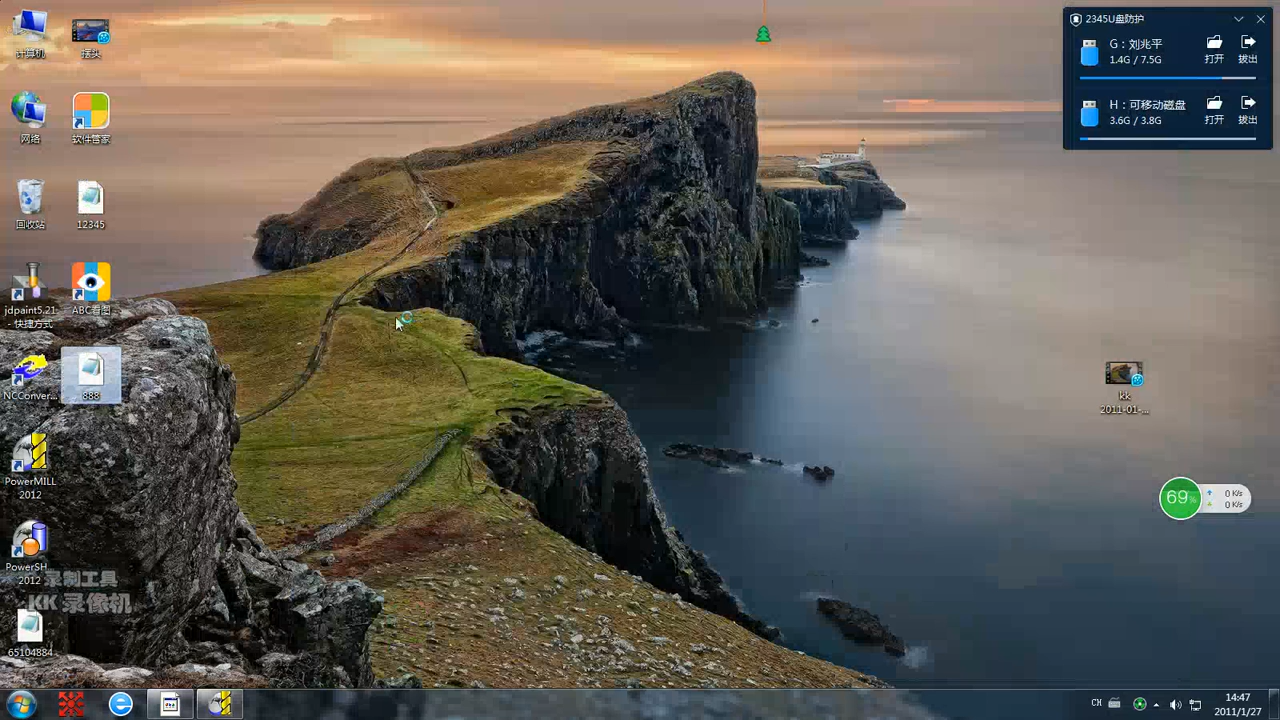 计算机
摇头
网络
软件管家
回收站
12345
jdpaint5.21
- 快捷方式
ABC看图
NCConver...
888
PowerMILL
2012
PowerSH...
2012
录制工具
KK 录像机
65104884
2345U盘防护
G：刘兆平
1.4G / 7.5G
打开
拔出
H：可移动磁盘
3.6G / 3.8G
打开
拔出
kk
2011-01-...
69%
0 K/s
0 K/s
CH
14:47
2011/1/27